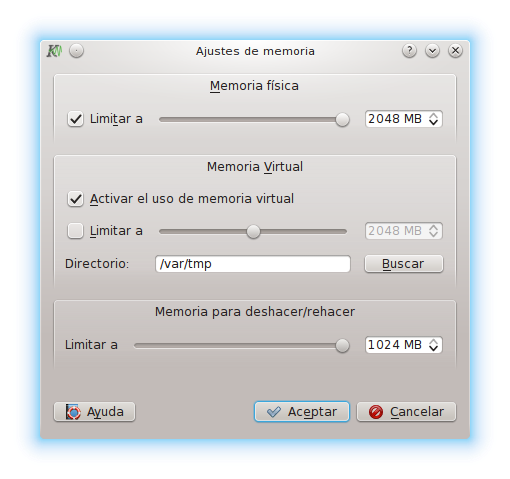 Ajustes de memoria
Memoria física
Limitar a 2048 MB
Memoria Virtual
Activar el uso de memoria virtual
Limitar a 2048 MB
Directorio: /var/tmp Buscar
Memoria para deshacer/rehacer
Limitar a 1024 MB
Ayuda Aceptar Cancelar